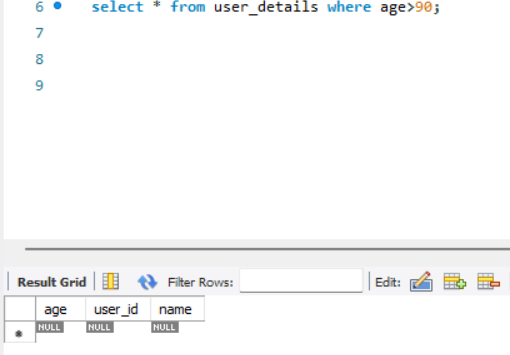 6 select * from user_details where age>90;
7
8
9
Result Grid Filter Rows: Edit:
age user_id name
NULL NULL NULL